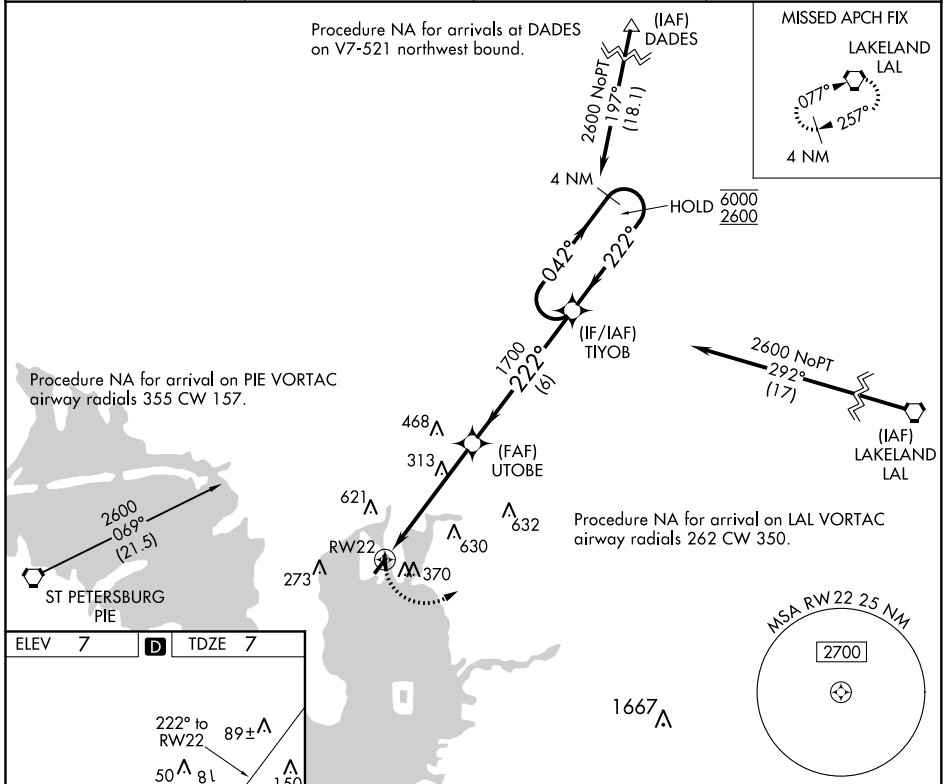 Procedure NA for arrivals at DADES
on V7-521 northwest bound.
(IAF)
DADES
2600 NoPT
197°
(18.1)
MISSED APCH FIX
LAKELAND
LAL
077°
257°
4 NM
4 NM
HOLD
6000
2600
042°
222°
(IF/IAF)
TIYOB
1700
222°
(6)
2600 NoPT
292°
(17)
(IAF)
LAKELAND
LAL
Procedure NA for arrival on PIE VORTAC
airway radials 355 CW 157.
468
(FAF)
UTOBE
313
621
632
630
Procedure NA for arrival on LAL VORTAC
airway radials 262 CW 350.
2600
069°
(21.5)
ST PETERSBURG
PIE
RW22
273
370
MSA RW 22 25 NM
2700
1667
ELEV 7
D
TDZE 7
222° to
RW22
89±
50
81
150